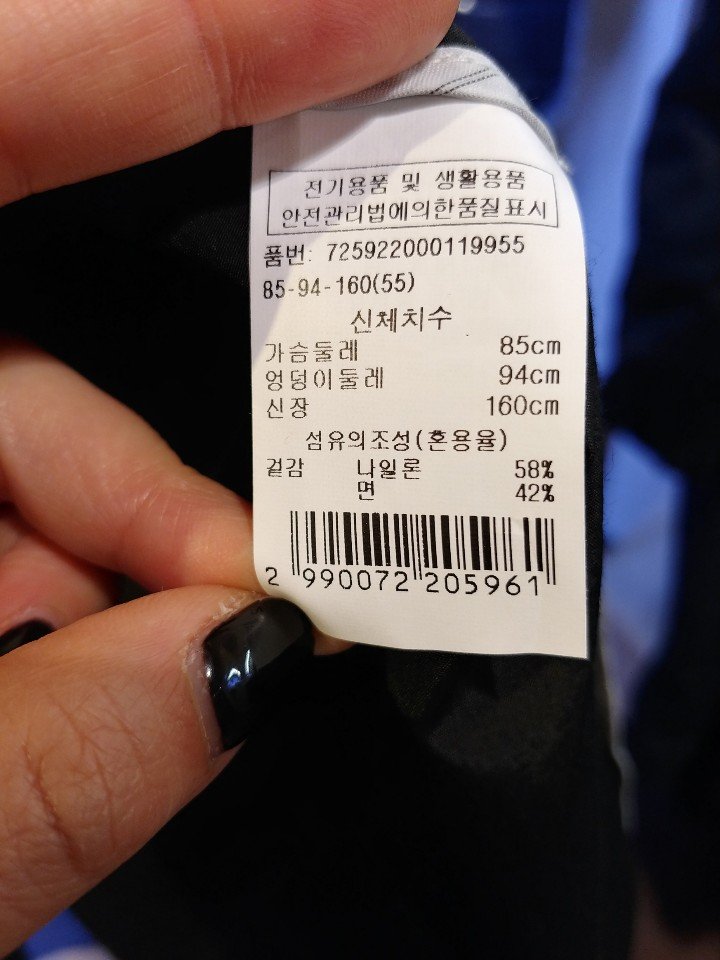 전기용품 및 생활용품
안전관리법에의한품질표시
품번: 725922000119955
85-94-160(55)
신체치수
가슴둘레 85cm
엉덩이둘레 94cm
신장 160cm
섬유의조성(혼용율)
겉감 나일론 58%
면 42%
2 990072 205961